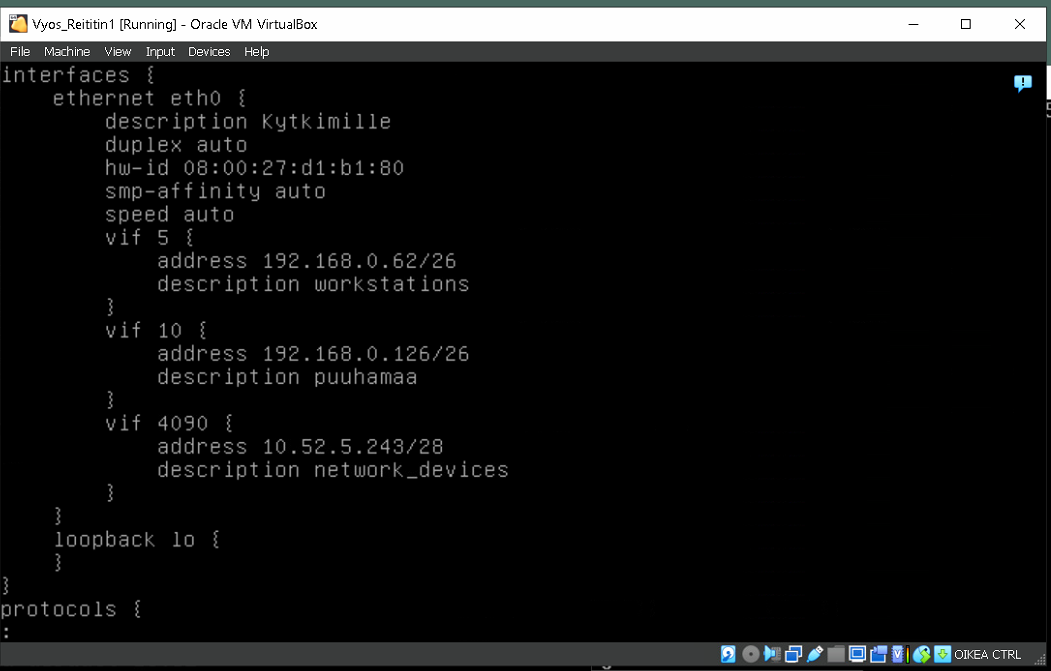 Vyos_Reititin1 [Running] - Oracle VM VirtualBox
File Machine View Input Devices Help
interfaces {
    ethernet eth0 {
        description Kytkimille
        duplex auto
        hw-id 08:00:27:d1:b1:80
        smp-affinity auto
        speed auto
        vif 5 {
            address 192.168.0.62/26
            description workstations
        }
        vif 10 {
            address 192.168.0.126/26
            description puuhamaa
        }
        vif 4090 {
            address 10.52.5.243/28
            description network_devices
        }
    }
    loopback lo {
    }
}
protocols {
:
OIKEA CTRL